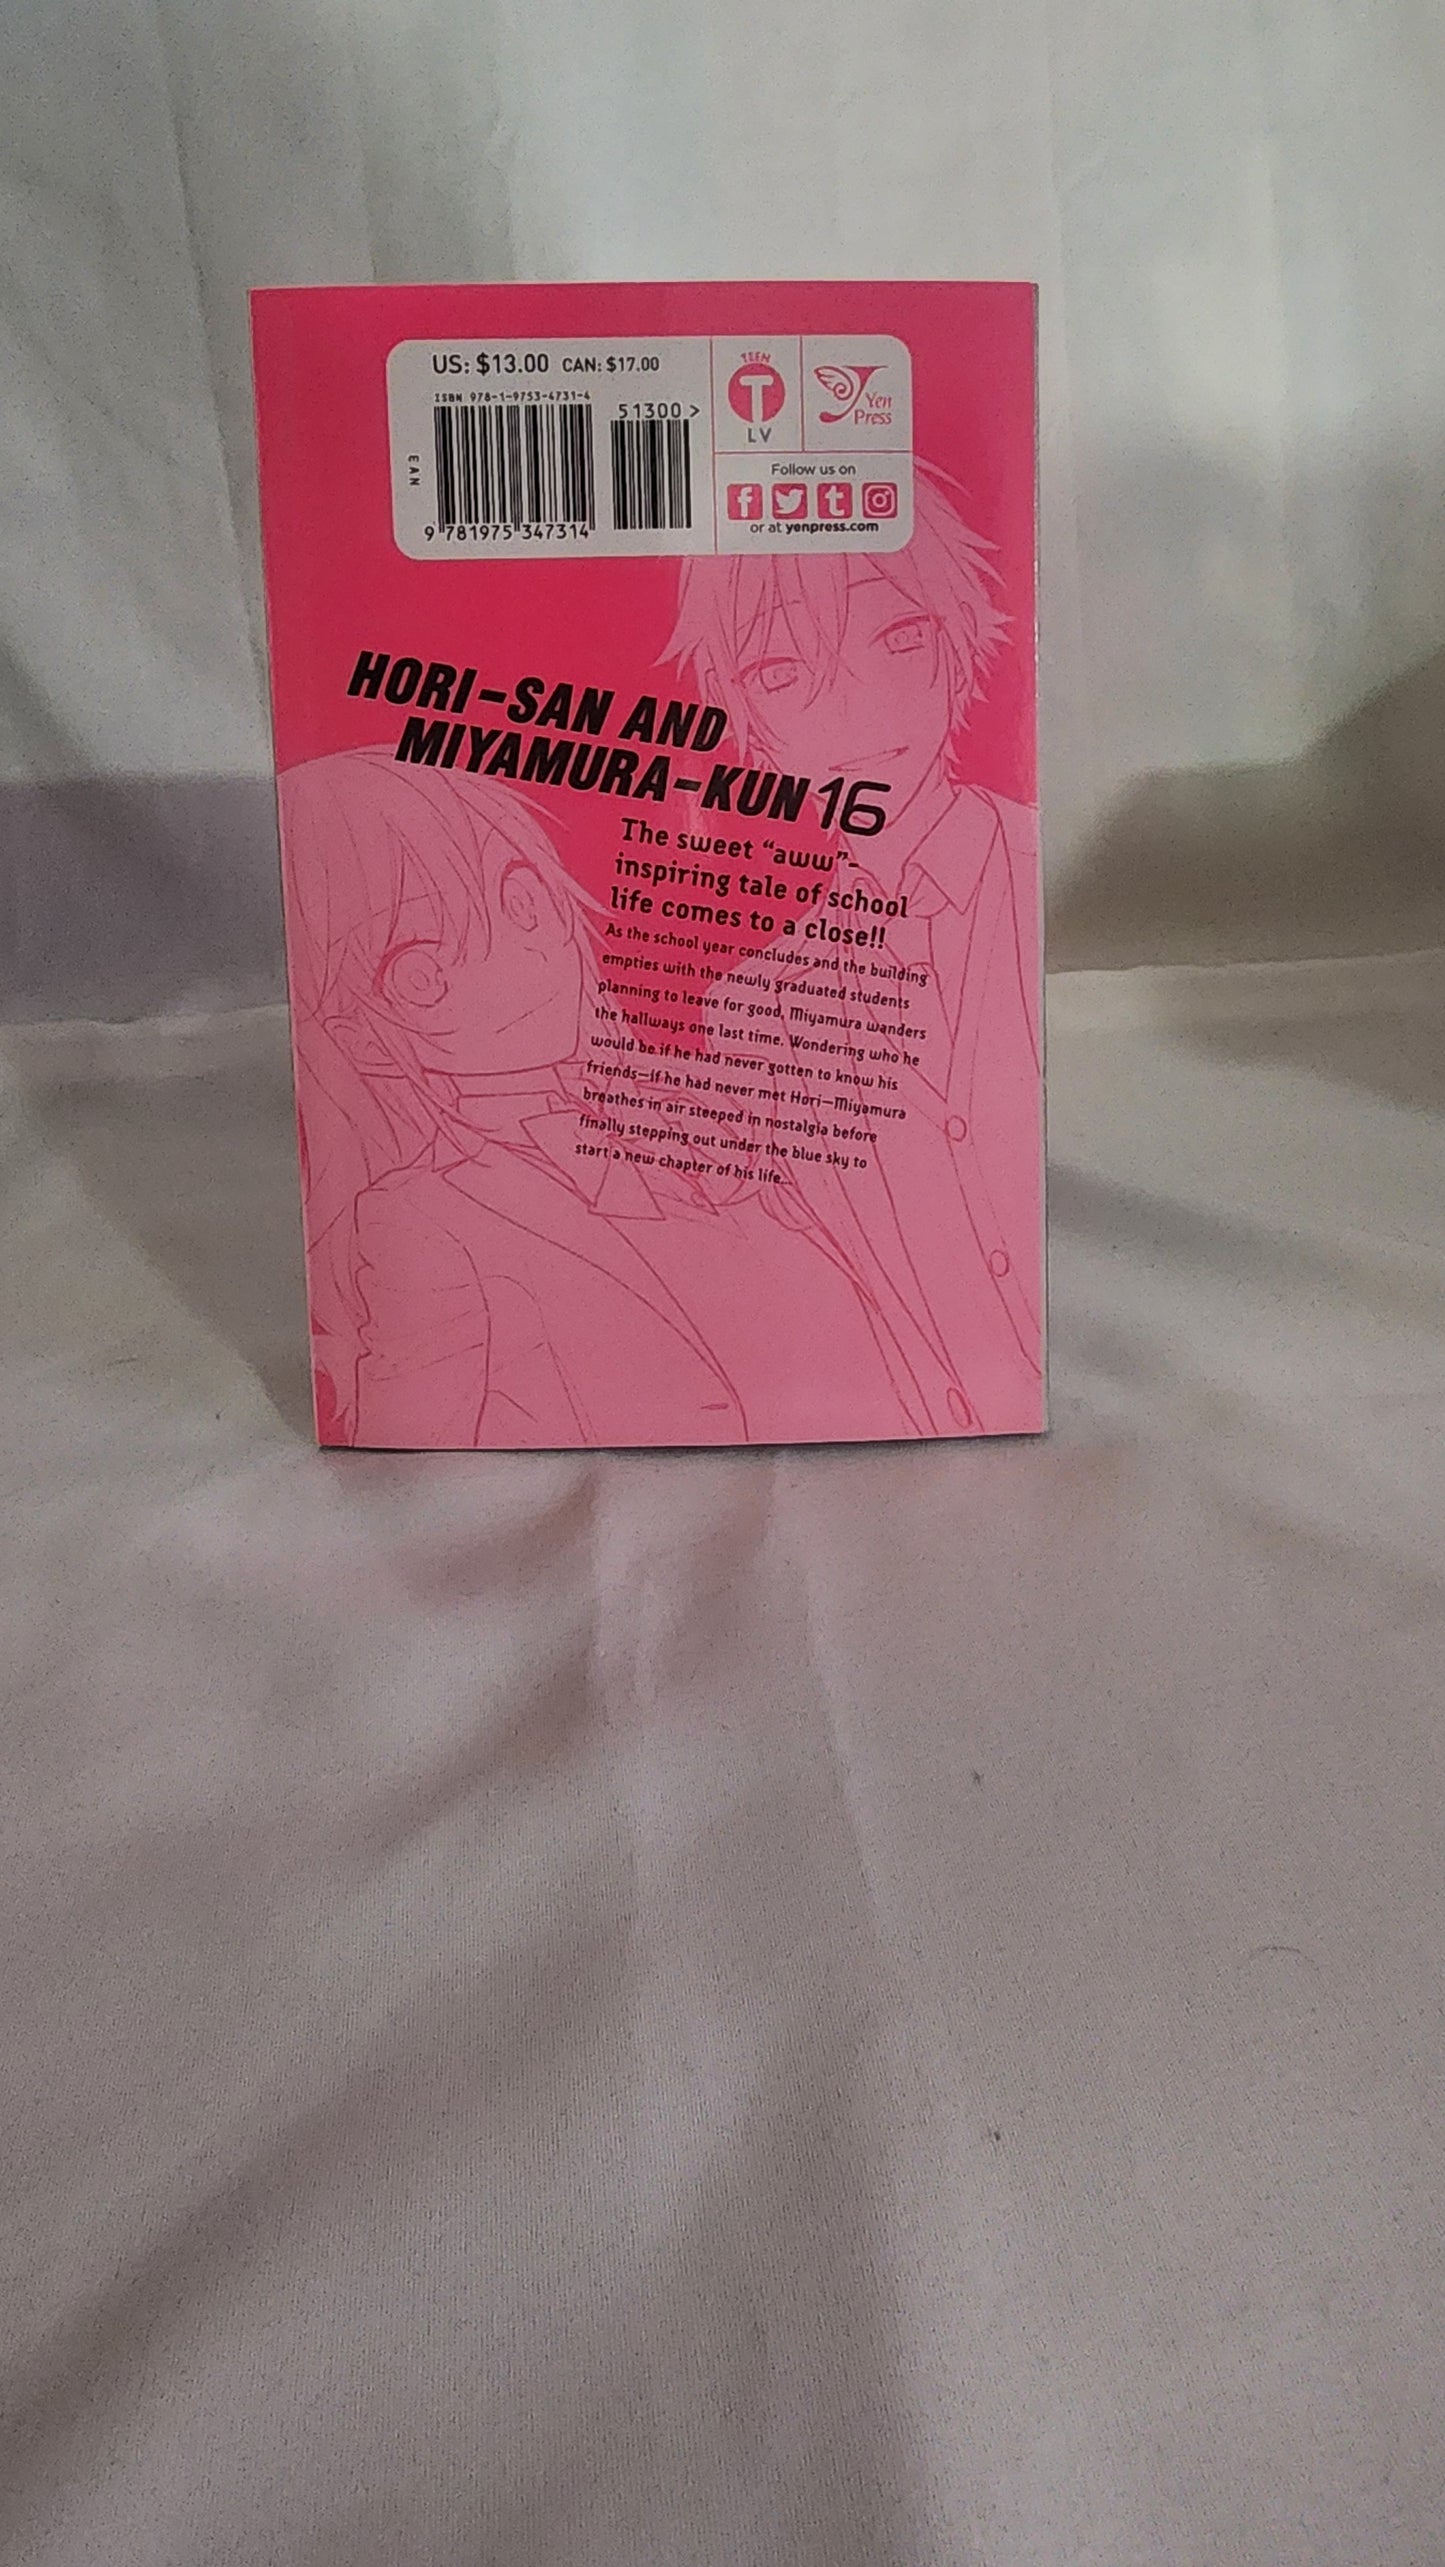 US: $13.00 CAN: $17.00
ISBN 978-1-9753-4731-4
51300 >
EAN
9 781975 347314
TEEN
T
LV
Yen
Press
Follow us on
f t
or at yenpress.com
HORI-SAN AND
MIYAMURA-KUN 16
The sweet “aww”-
inspiring tale of school
life comes to a close!!
As the school year concludes and the building
empties with the newly graduated students
planning to leave for good, Miyamura wanders
the hallways one last time. Wondering who he
would be if he had never gotten to know his
friends—if he had never met Hori—Miyamura
breathes in air steeped in nostalgia before
finally stepping out under the blue sky to
start a new chapter of his life...